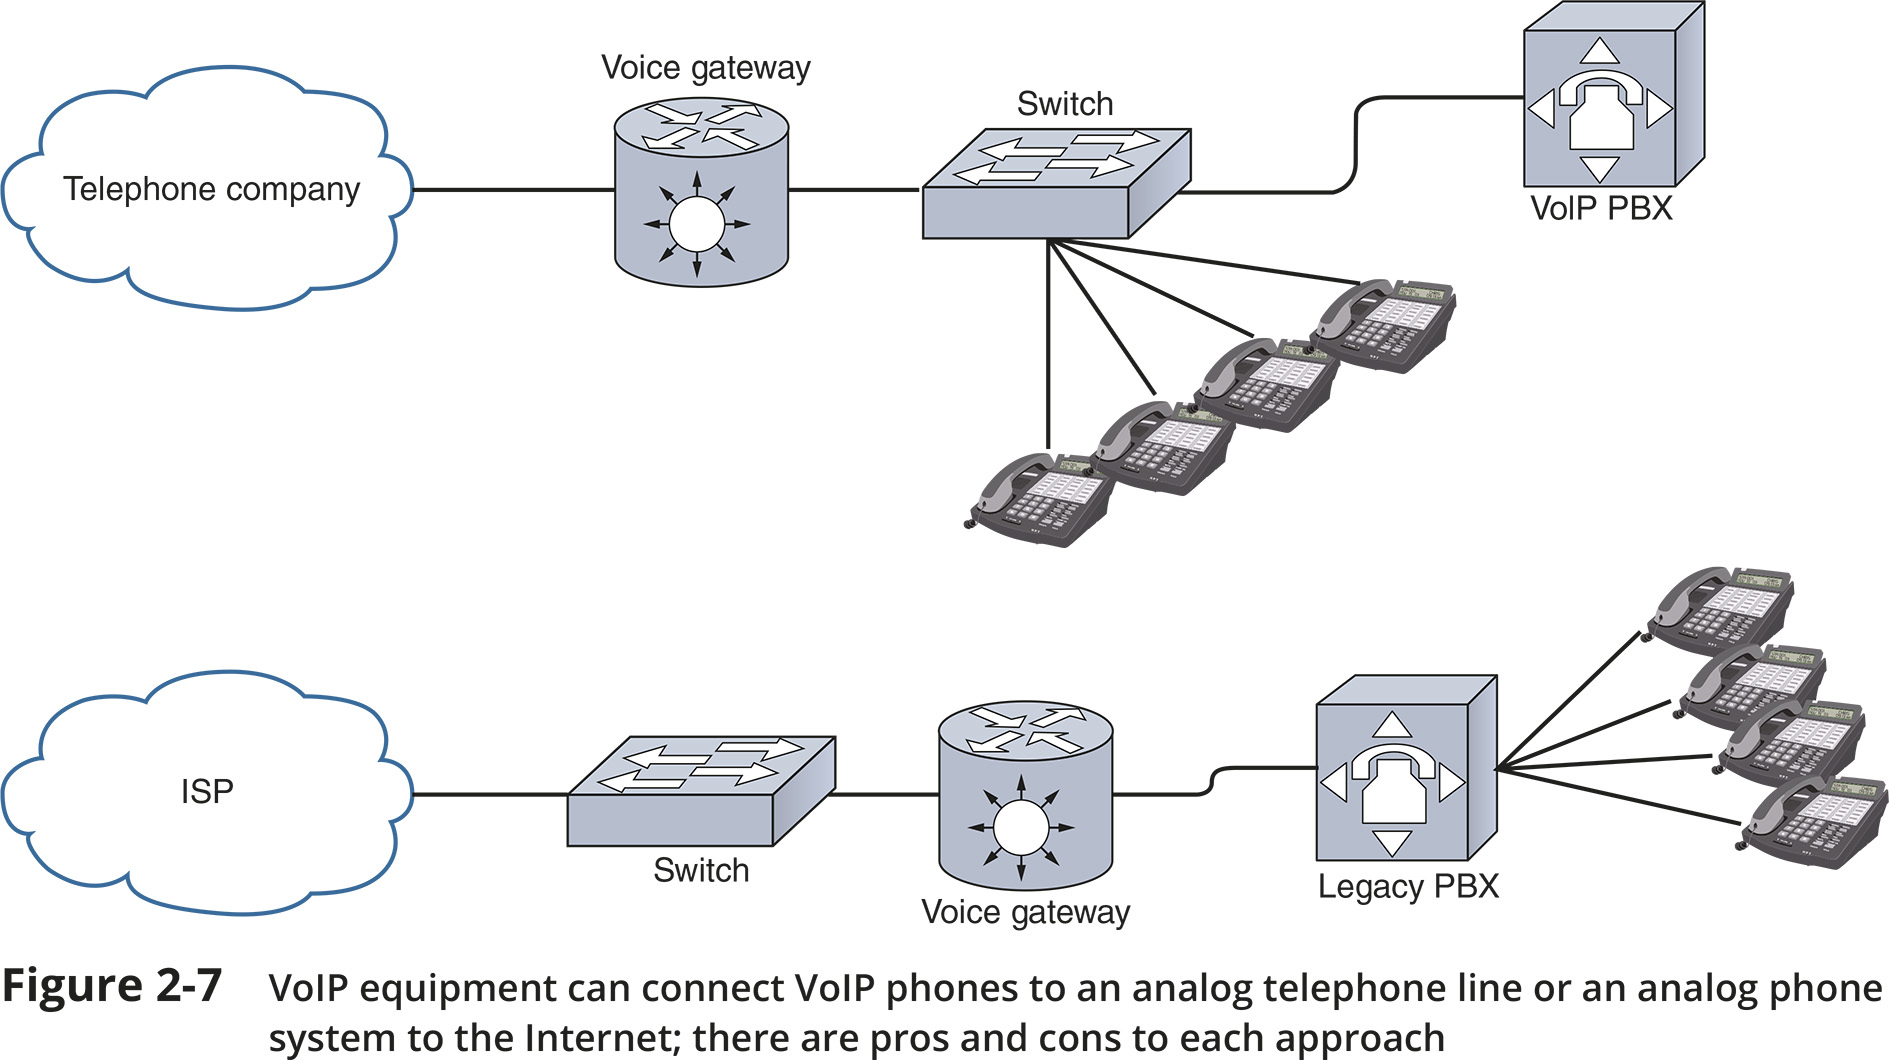 Voice gateway
Switch
Telephone company
VoIP PBX
ISP
Switch
Voice gateway
Legacy PBX
Figure 2-7 VoIP equipment can connect VoIP phones to an analog telephone line or an analog phone
system to the Internet; there are pros and cons to each approach